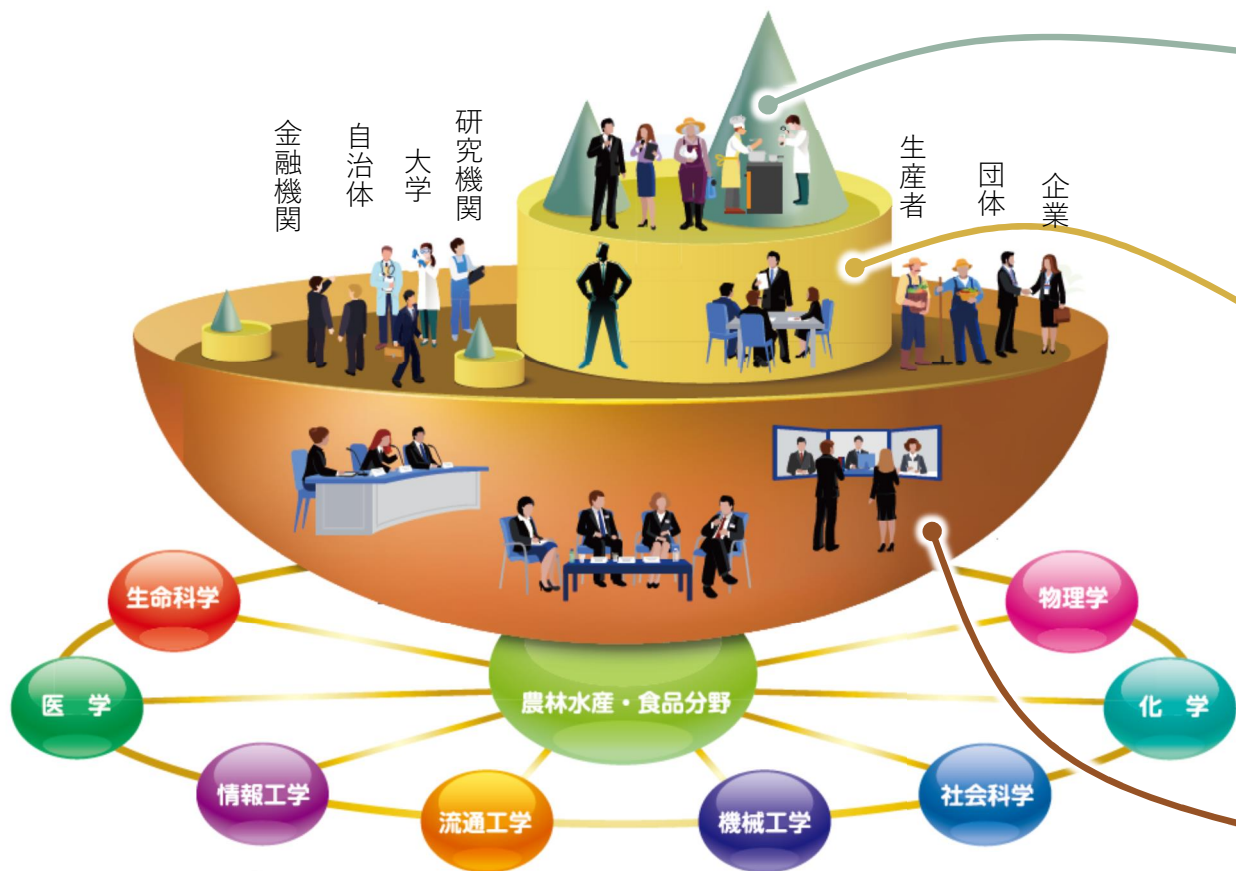 金融機関
自治体
大学
研究機関
生産者
団体
企業
生命科学
物理学
医　学
農林水産・食品分野
化　学
情報工学
流通工学
機械工学
社会科学